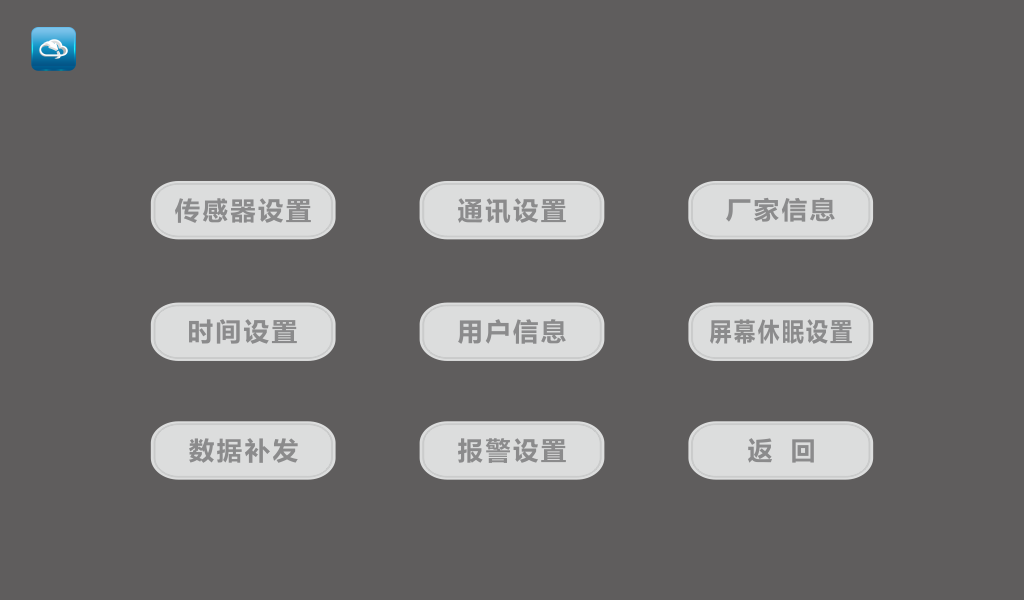 传感器设置
通讯设置
厂家信息
时间设置
用户信息
屏幕休眠设置
数据补发
报警设置
返 回